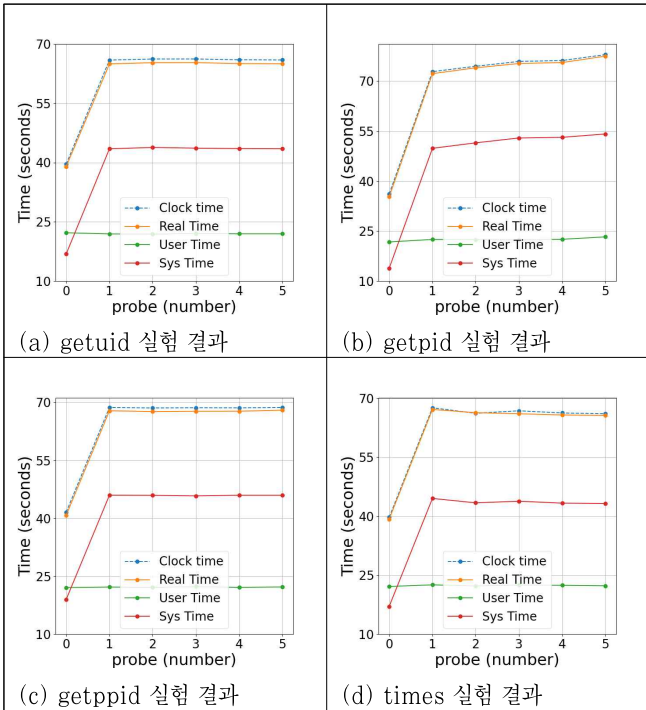 70
55
40
25
10
Time (seconds)
Clock time
Real Time
User Time
Sys Time
0 1 2 3 4 5
probe (number)
(a) getuid 실험 결과
70
55
40
25
10
Time (seconds)
Clock time
Real Time
User Time
Sys Time
0 1 2 3 4 5
probe (number)
(b) getpid 실험 결과
70
55
40
25
10
Time (seconds)
Clock time
Real Time
User Time
Sys Time
0 1 2 3 4 5
probe (number)
(c) getppid 실험 결과
70
55
40
25
10
Time (seconds)
Clock time
Real Time
User Time
Sys Time
0 1 2 3 4 5
probe (number)
(d) times 실험 결과